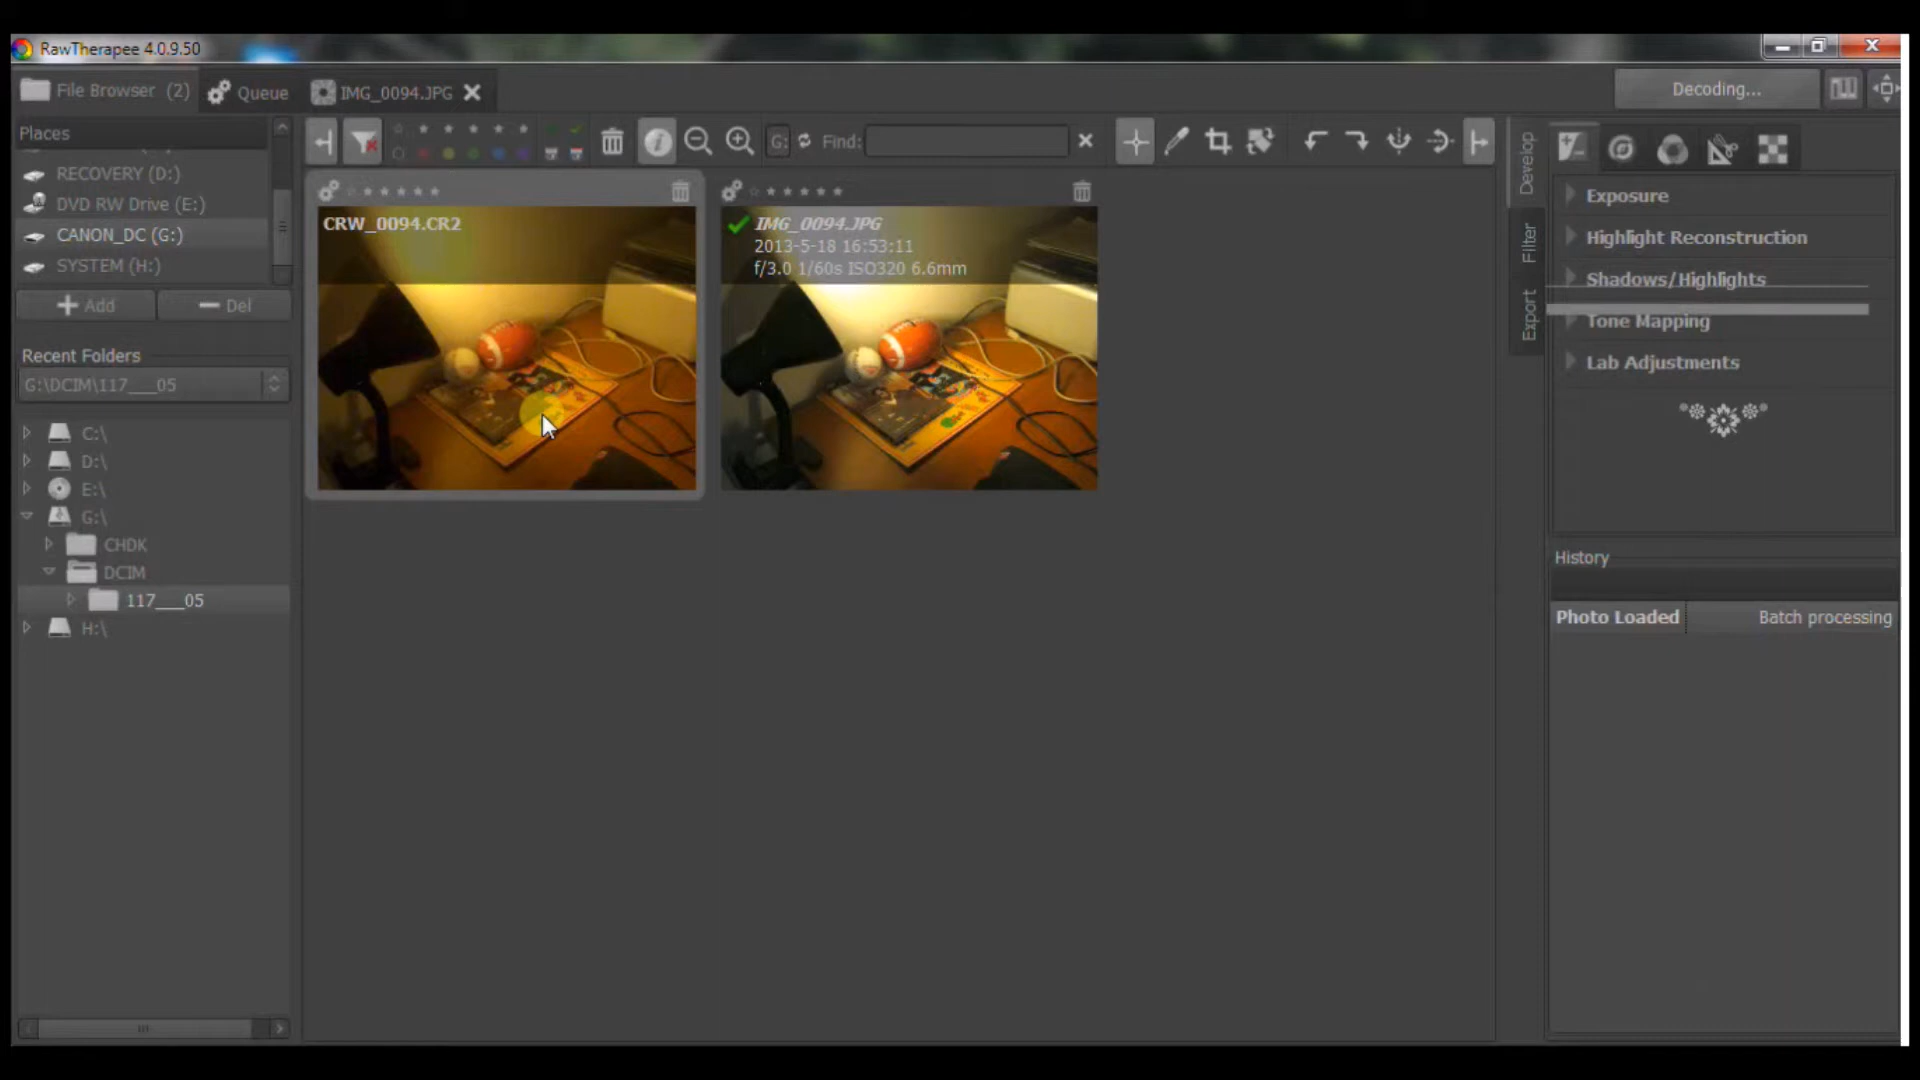 RawTherapee 4.0.9.50
File Browser (2)
Queue
IMG_0094.JPG
Decoding...
Places
RECOVERY (D:)
DVD RW Drive (E:)
CANON_DC (G:)
SYSTEM (H:)
Add
Del
Recent Folders
G:\DCIM\117___05
C:\
D:\
E:\
G:\
CHDK
DCIM
117___05
H:\
G:
Find:
CRW_0094.CR2
IMG_0094.JPG
2013-5-18 16:53:11
f/3.0 1/60s ISO320 6.6mm
Develop
Filter
Export
Exposure
Highlight Reconstruction
Shadows/Highlights
Tone Mapping
Lab Adjustments
History
Photo Loaded
Batch processing